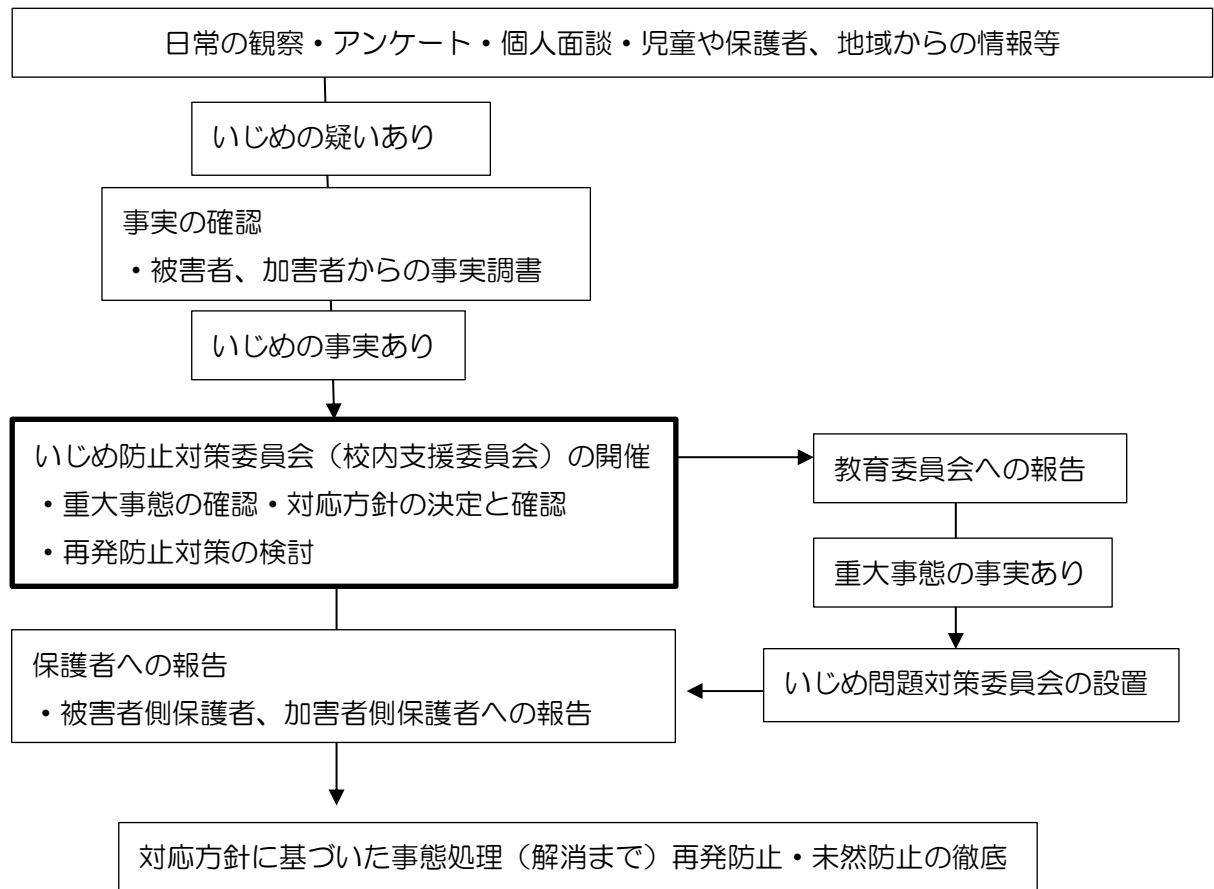 日常の観察・アンケート・個人面談・児童や保護者、地域からの情報等
いじめの疑いあり
事実の確認
・被害者、加害者からの事実調書
いじめの事実あり
いじめ防止対策委員会（校内支援委員会）の開催
・重大事態の確認・対応方針の決定と確認
・再発防止対策の検討
教育委員会への報告
重大事態の事実あり
いじめ問題対策委員会の設置
保護者への報告
・被害者側保護者、加害者側保護者への報告
対応方針に基づいた事態処理（解消まで）再発防止・未然防止の徹底